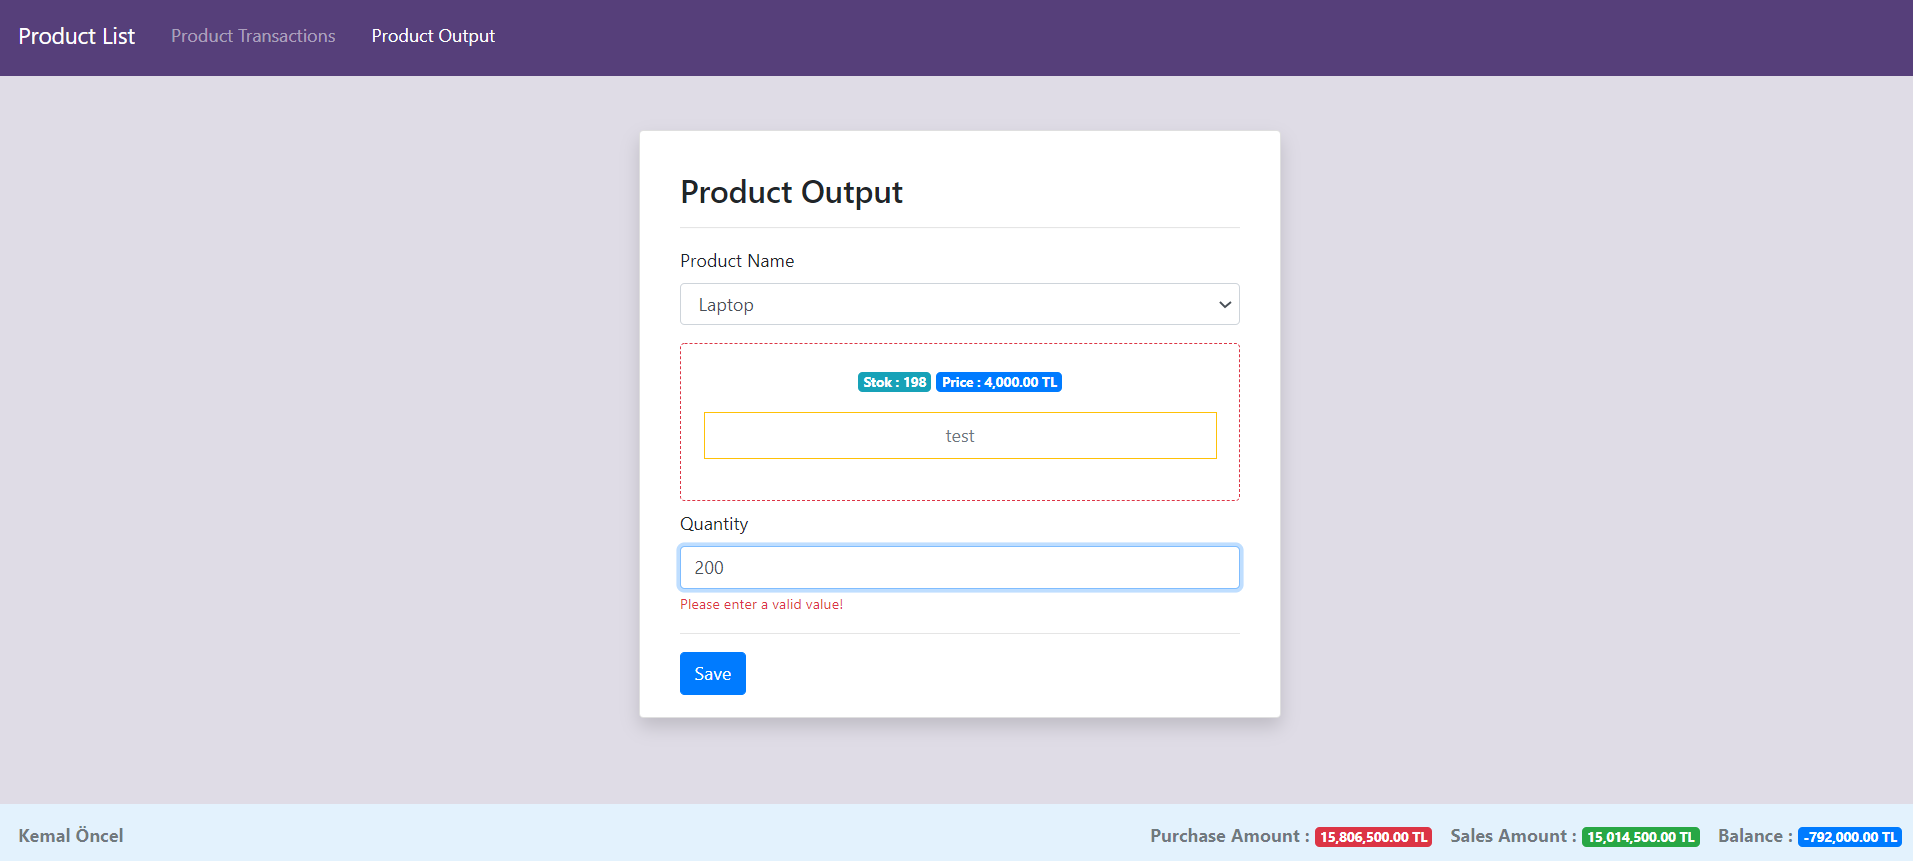 Product List Product Transactions Product Output
Product Output
Product Name
Laptop
Stok : 198 Price : 4,000.00 TL
test
Quantity
200
Please enter a valid value!
Save
Kemal Öncel Purchase Amount : 15,806,500.00 TL Sales Amount : 15,014,500.00 TL Balance : -792,000.00 TL